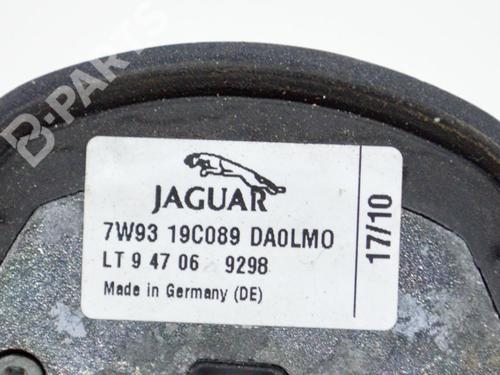 B-PARTS
JAGUAR
7W93 19C089 DA0LMO
LT 9 47 06 9298
Made in Germany (DE)
17/10